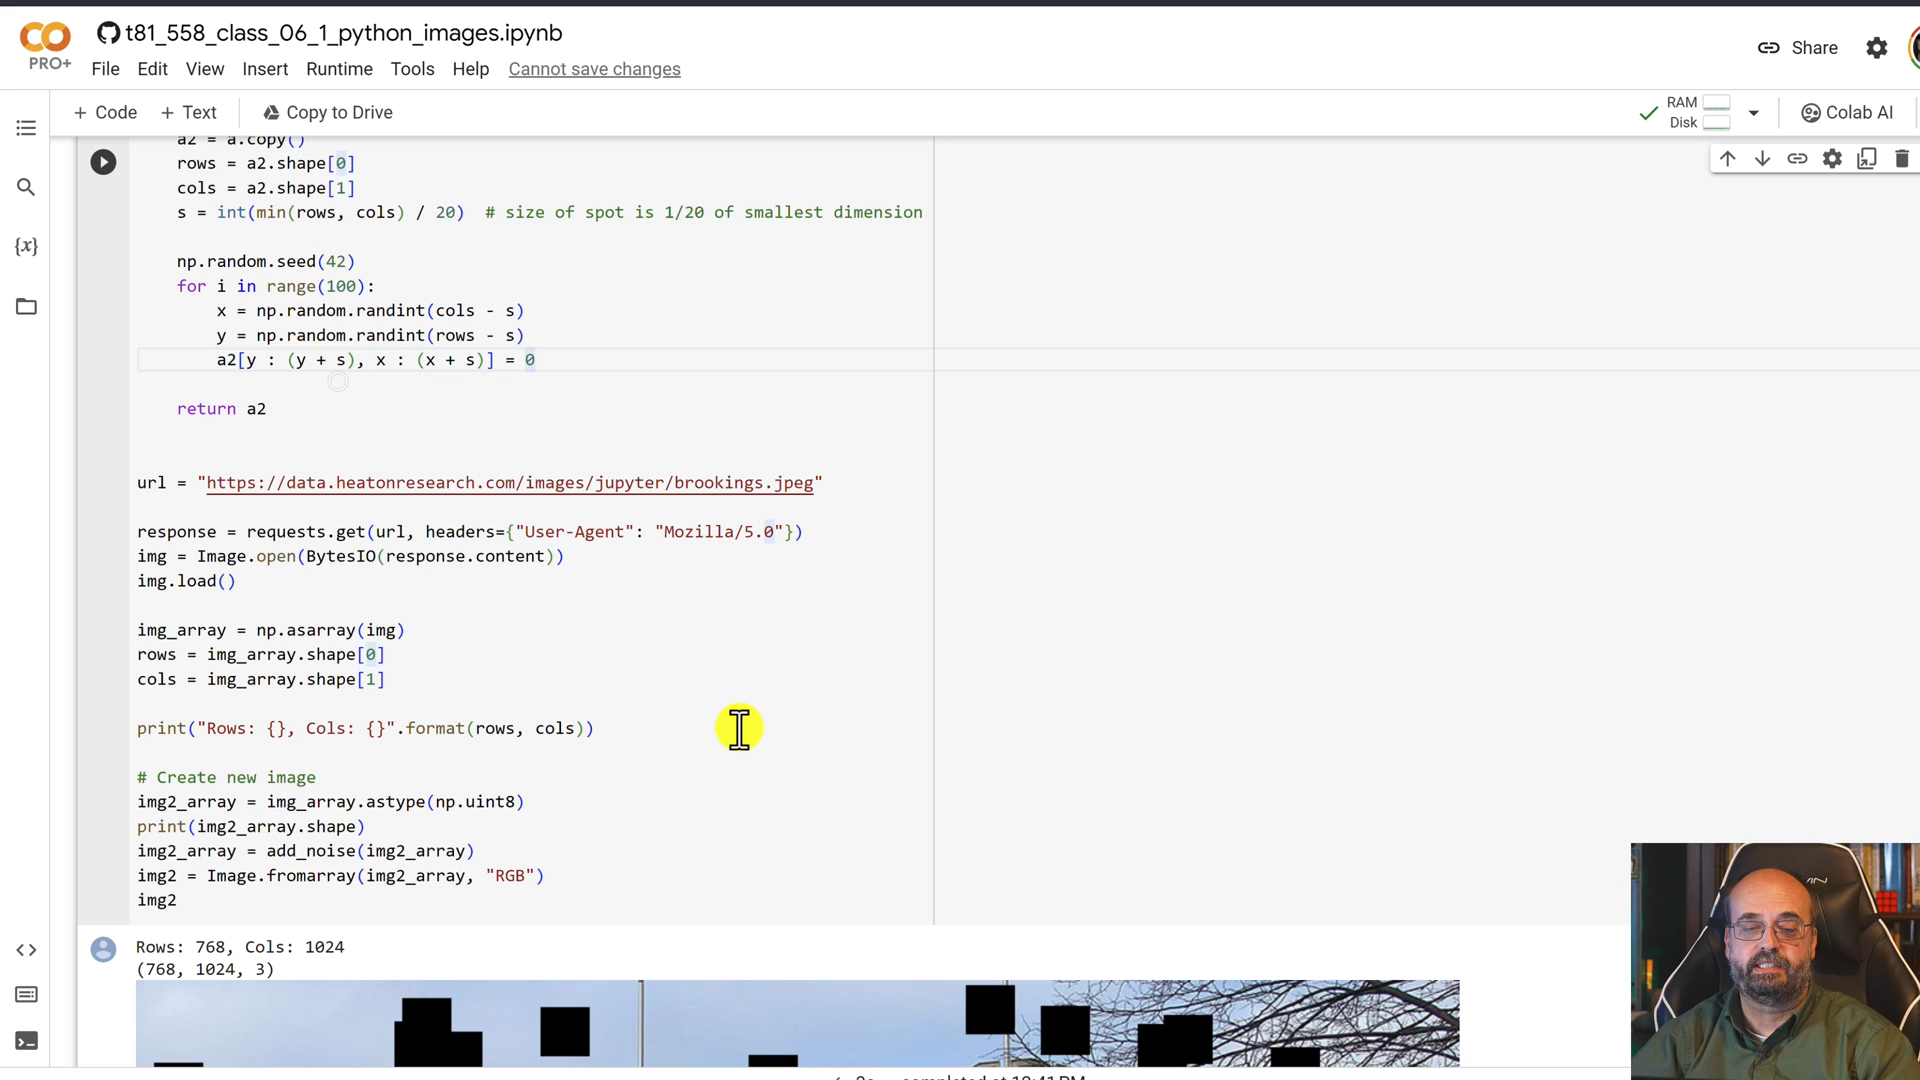 t81_558_class_06_1_python_images.ipynb
Share
PRO+
File Edit View Insert Runtime Tools Help Cannot save changes
+ Code + Text Copy to Drive
RAM
Disk
Colab AI
a2 = a.copy()
rows = a2.shape[0]
cols = a2.shape[1]
s = int(min(rows, cols) / 20)  # size of spot is 1/20 of smallest dimension
np.random.seed(42)
for i in range(100):
x = np.random.randint(cols - s)
y = np.random.randint(rows - s)
a2[y : (y + s), x : (x + s)] = 0
return a2
url = "https://data.heatonresearch.com/images/jupyter/brookings.jpeg"
response = requests.get(url, headers={"User-Agent": "Mozilla/5.0"})
img = Image.open(BytesIO(response.content))
img.load()
img_array = np.asarray(img)
rows = img_array.shape[0]
cols = img_array.shape[1]
print("Rows: {}, Cols: {}".format(rows, cols))
# Create new image
img2_array = img_array.astype(np.uint8)
print(img2_array.shape)
img2_array = add_noise(img2_array)
img2 = Image.fromarray(img2_array, "RGB")
img2
Rows: 768, Cols: 1024
(768, 1024, 3)
{x}